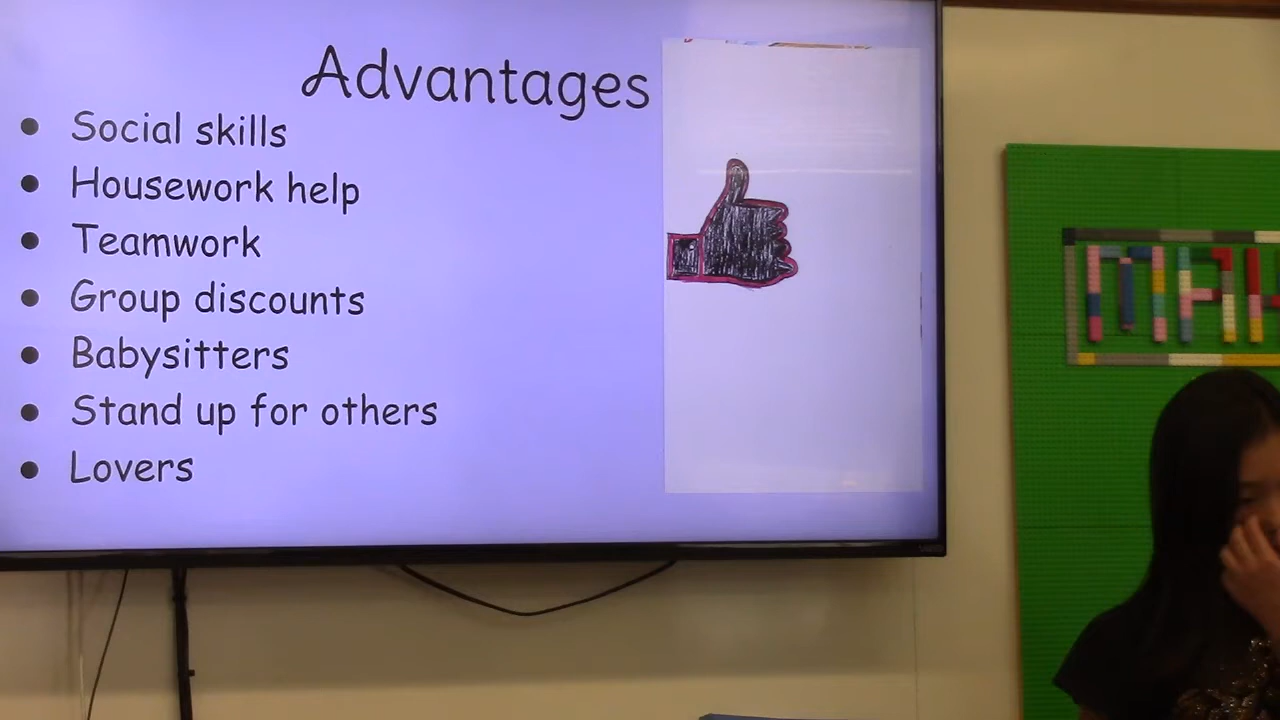 Advantages
Social skills
Housework help
Teamwork
Group discounts
Babysitters
Stand up for others
Lovers